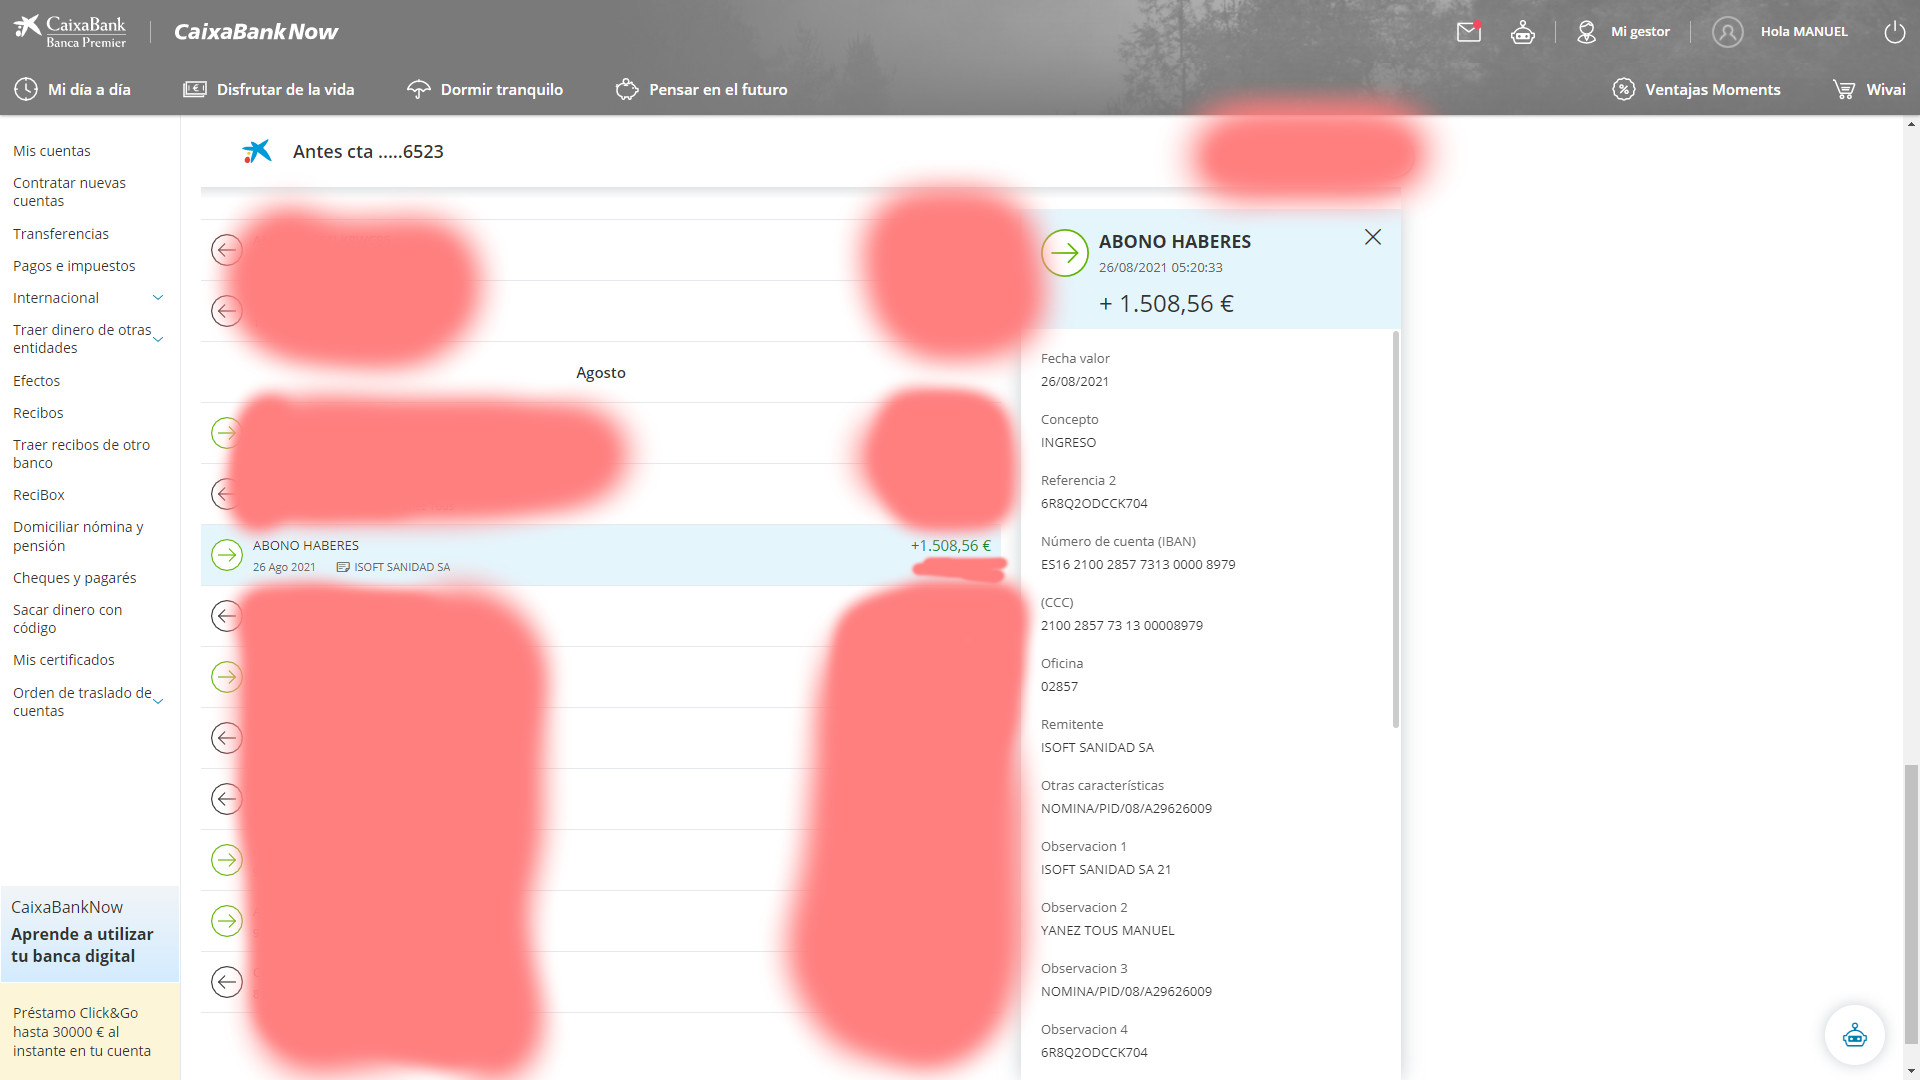 CaixaBank
Banca Premier
CaixaBankNow
Mi gestor
Hola MANUEL
Mi día a día
Disfrutar de la vida
Dormir tranquilo
Pensar en el futuro
Ventajas Moments
Wivai
Mis cuentas
Contratar nuevas
cuentas
Transferencias
Pagos e impuestos
Internacional
Traer dinero de otras
entidades
Efectos
Recibos
Traer recibos de otro
banco
ReciBox
Domiciliar nómina y
pensión
Cheques y pagarés
Sacar dinero con
código
Mis certificados
Orden de traslado de
cuentas
CaixaBankNow
Aprende a utilizar
tu banca digital
Préstamo Click&Go
hasta 30000 € al
instante en tu cuenta
Antes cta .....6523
Agosto
ABONO HABERES
+1.508,56 €
26 Ago 2021
ISOFT SANIDAD SA
ABONO HABERES
26/08/2021 05:20:33
+ 1.508,56 €
Fecha valor
26/08/2021
Concepto
INGRESO
Referencia 2
6R8Q2ODCCK704
Número de cuenta (IBAN)
ES16 2100 2857 7313 0000 8979
(CCC)
2100 2857 73 13 00008979
Oficina
02857
Remitente
ISOFT SANIDAD SA
Otras características
NOMINA/PID/08/A29626009
Observacion 1
ISOFT SANIDAD SA 21
Observacion 2
YANEZ TOUS MANUEL
Observacion 3
NOMINA/PID/08/A29626009
Observacion 4
6R8Q2ODCCK704